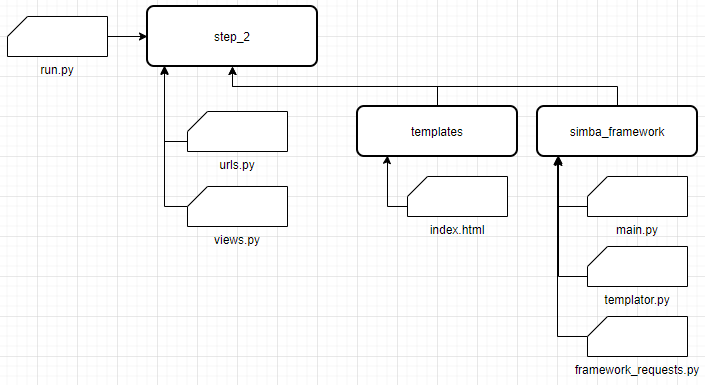 step_2
run.py
templates
simba_framework
urls.py
index.html
main.py
views.py
templator.py
framework_requests.py